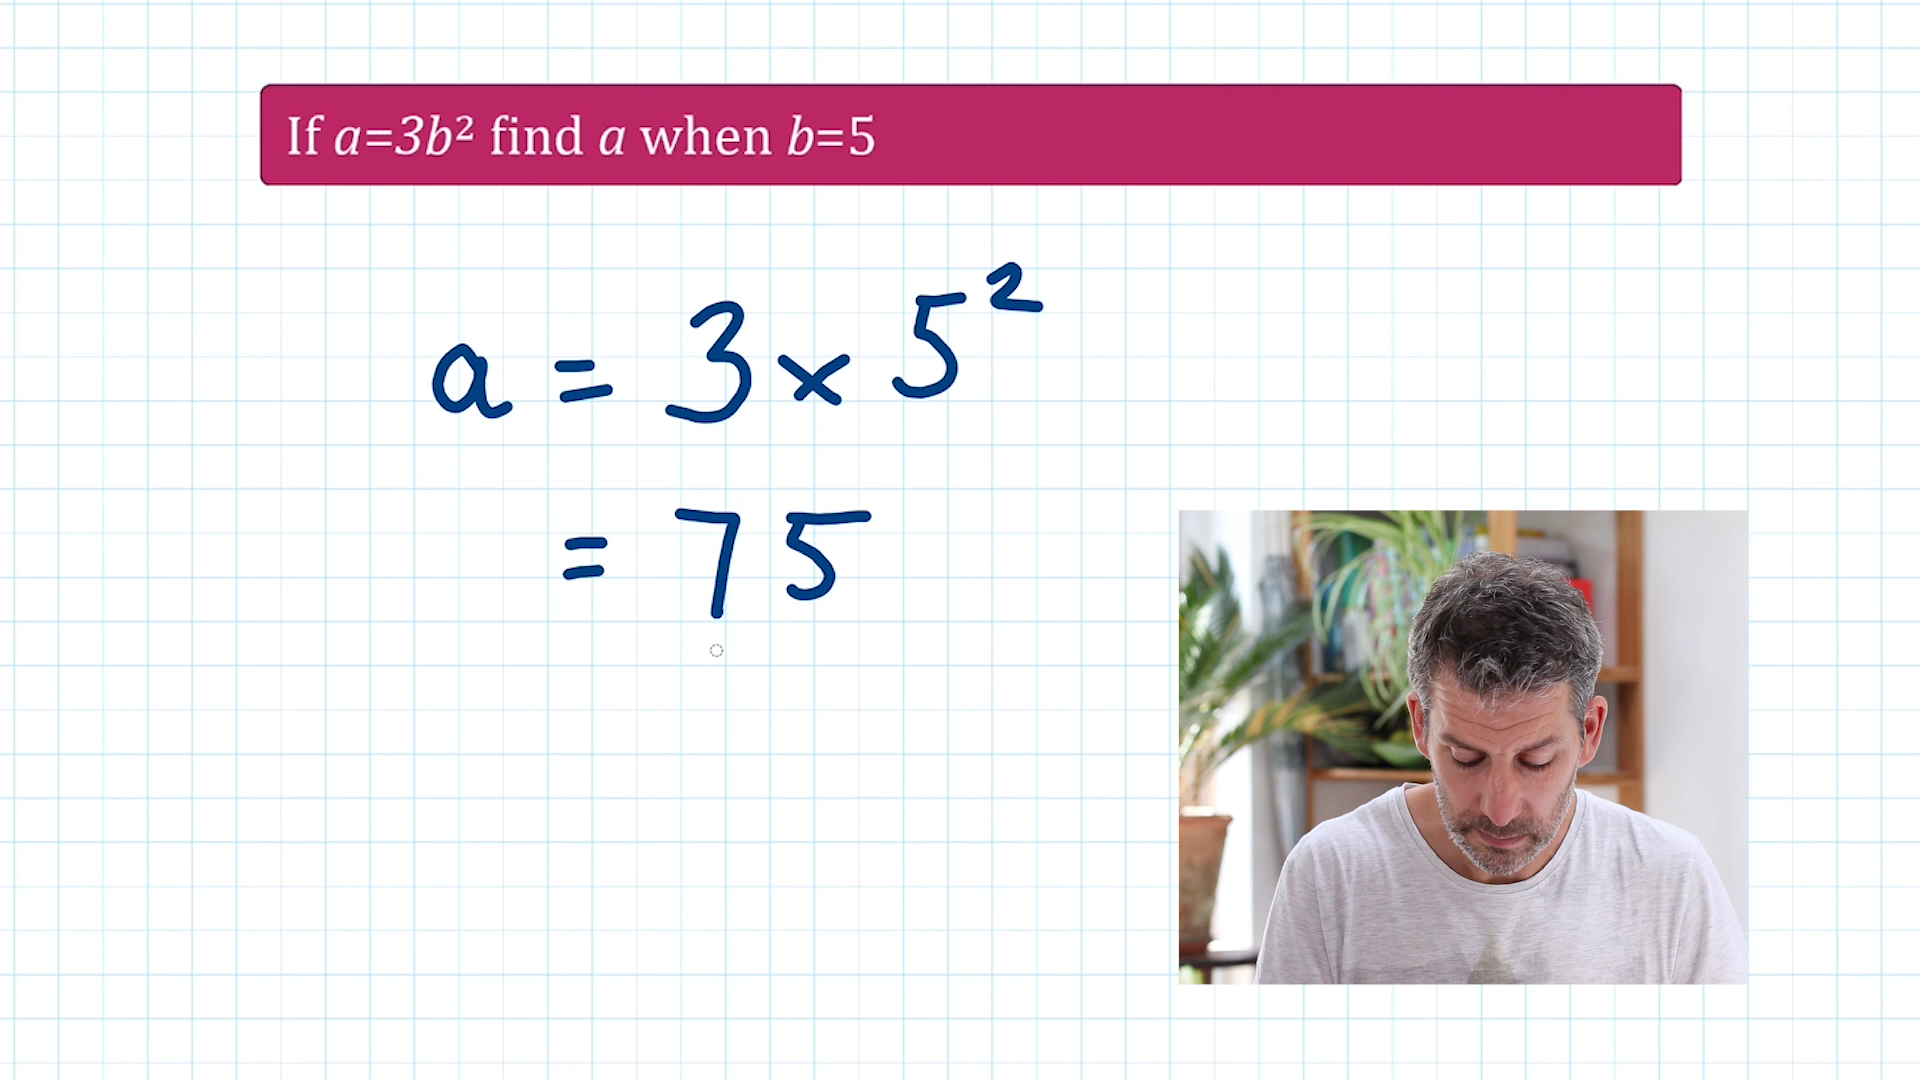 If a=3b² find a when b=5
a = 3 × 5²
= 75